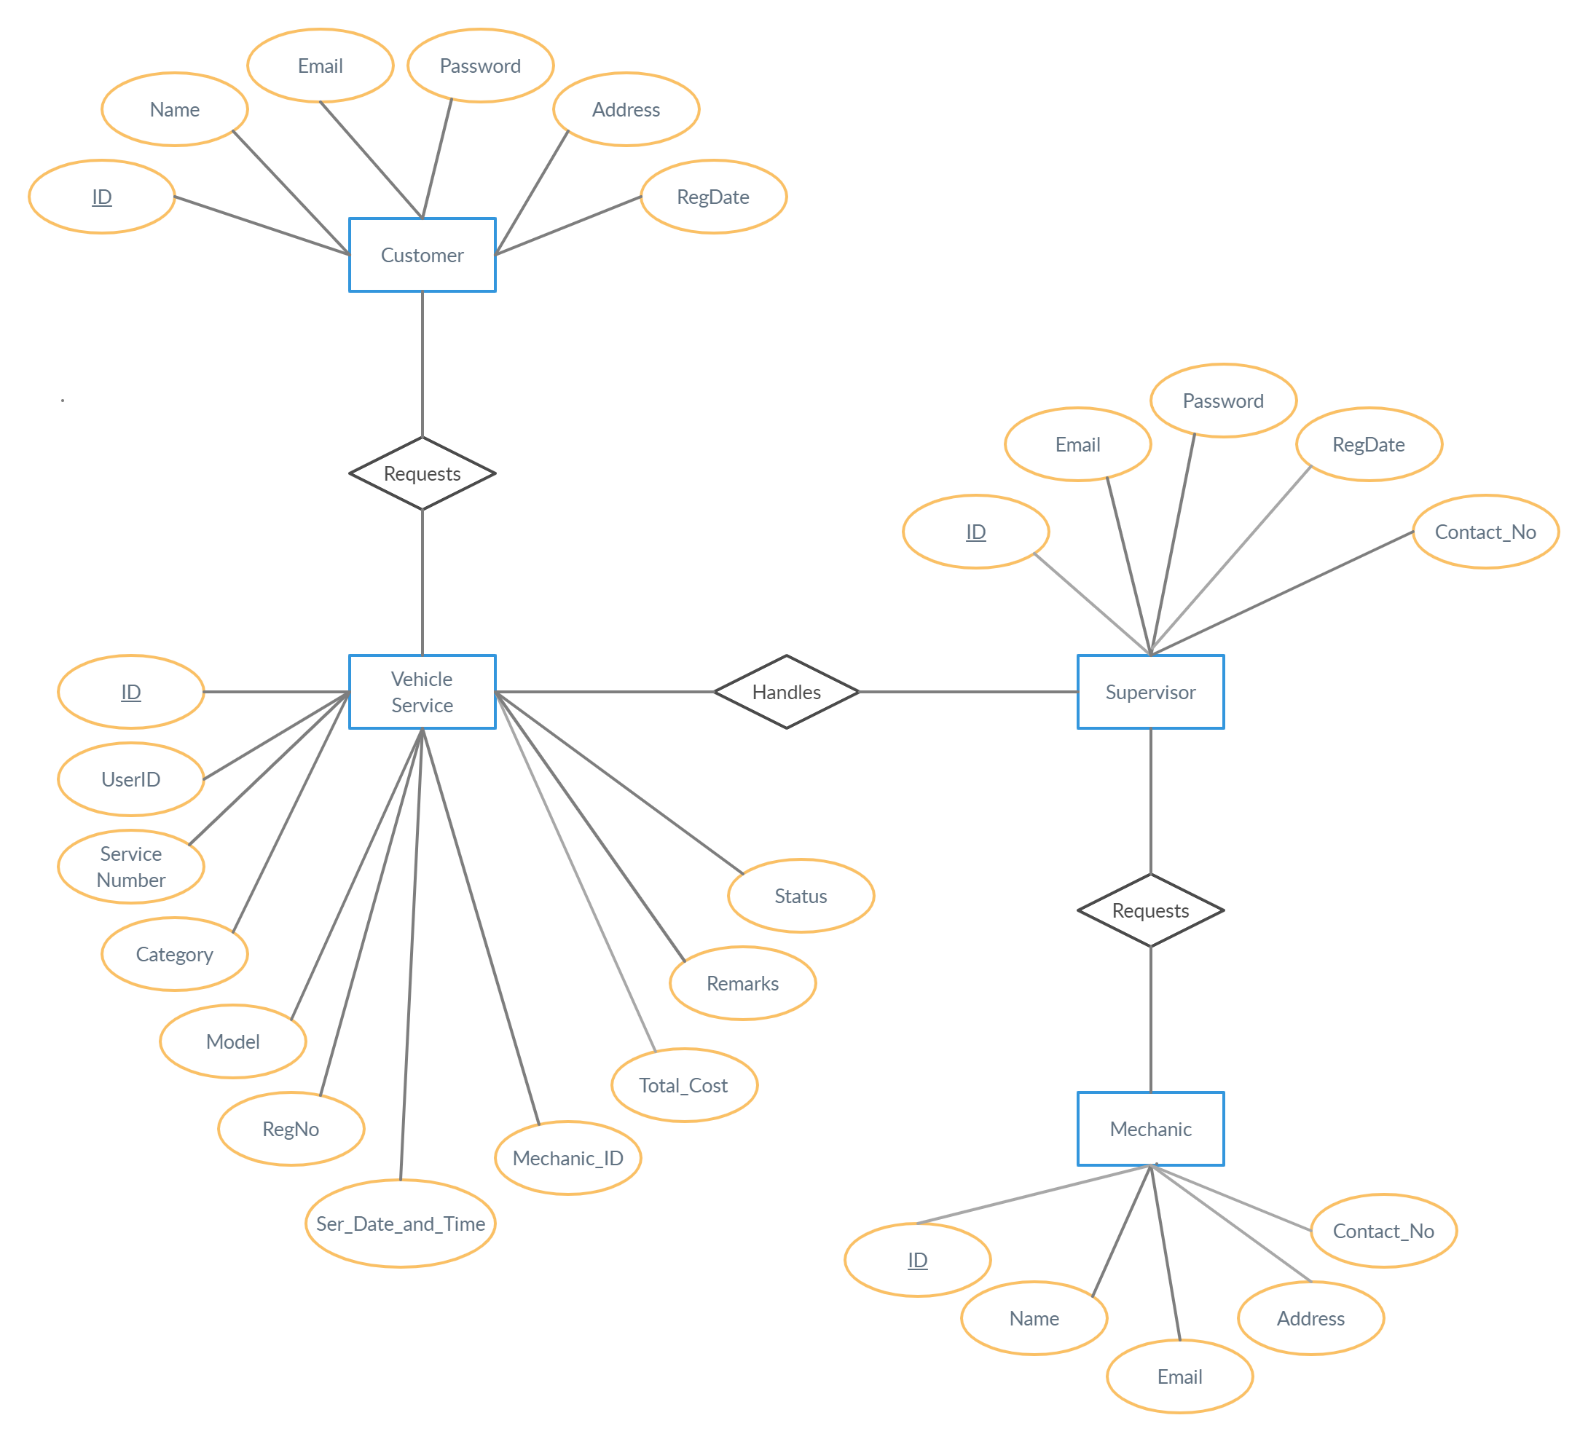 Email
Password
Name
Address
ID
RegDate
Customer
.
Requests
Password
Email
RegDate
ID
Contact_No
ID
Vehicle
Service
Handles
Supervisor
UserID
Service
Number
Status
Requests
Category
Remarks
Model
Total_Cost
RegNo
Mechanic_ID
Mechanic
Ser_Date_and_Time
Contact_No
ID
Name
Address
Email